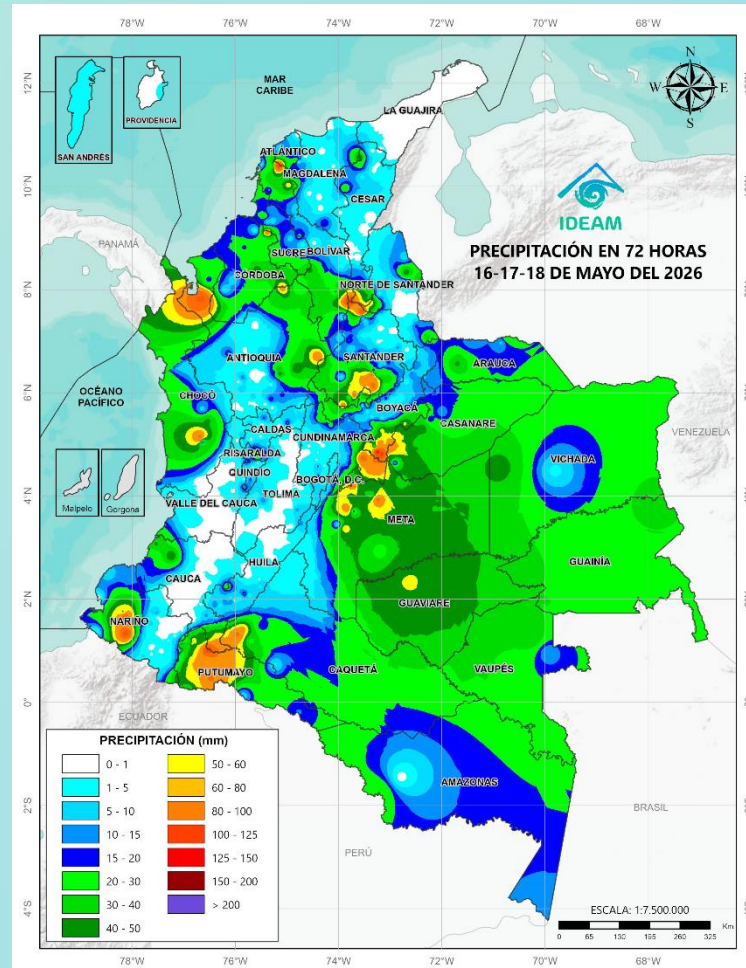 78°W 76°W 74°W 72°W 70°W 68°W
12°N
10°N
8°N
6°N
4°N
2°N
0°
2°S
4°S
SAN ANDRÉS
PROVIDENCIA
MAR
CARIBE
N
W E
S
LA GUAJIRA
ATLÁNTICO
MAGDALENA
CESAR
IDEAM
PRECIPITACIÓN EN 72 HORAS
16-17-18 DE MAYO DEL 2026
PANAMÁ
SUCRE
BOLÍVAR
CÓRDOBA
NORTE DE SANTANDER
ANTIOQUIA
SANTANDER
ARAUCA
OCÉANO
PACÍFICO
CHOCÓ
BOYACÁ
CALDAS
CUNDINAMARCA
CASANARE
VENEZUELA
RISARALDA
VICHADA
QUINDÍO
BOGOTÁ, D.C.
TOLIMA
Malpelo
Gorgona
VALLE DEL CAUCA
META
GUAINÍA
HUILA
CAUCA
GUAVIARE
NARIÑO
PUTUMAYO
CAQUETÁ
VAUPÉS
ECUADOR
AMAZONAS
BRASIL
PERÚ
PRECIPITACIÓN (mm)
0 - 1
1 - 5
5 - 10
10 - 15
15 - 20
20 - 30
30 - 40
40 - 50
50 - 60
60 - 80
80 - 100
100 - 125
125 - 150
150 - 200
> 200
ESCALA: 1:7.500.000
0 65 130 195 260 325 Km
78°W 76°W 74°W 72°W 70°W 68°W